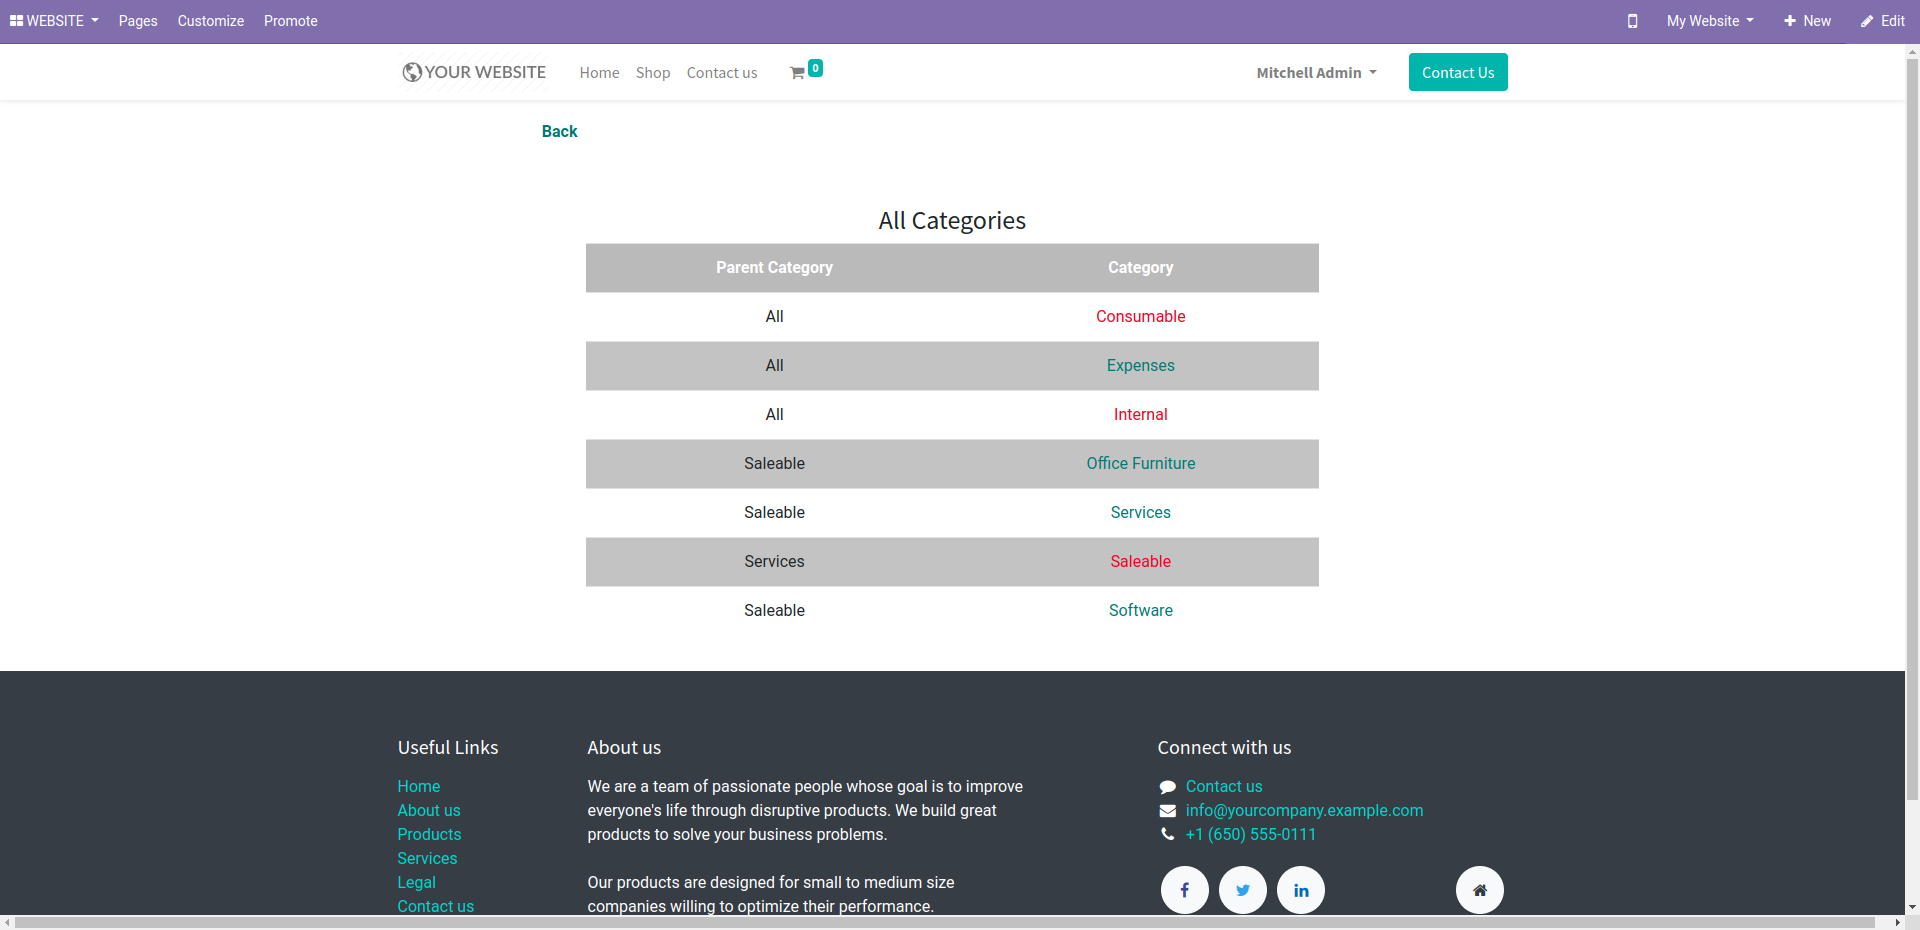 WEBSITE Pages Customize Promote My Website New Edit
YOUR WEBSITE Home Shop Contact us 0 Mitchell Admin Contact Us
Back
All Categories
Parent Category Category
All Consumable
All Expenses
All Internal
Saleable Office Furniture
Saleable Services
Services Saleable
Saleable Software
Useful Links
Home
About us
Products
Services
Legal
Contact us
About us
We are a team of passionate people whose goal is to improve
everyone's life through disruptive products. We build great
products to solve your business problems.
Our products are designed for small to medium size
companies willing to optimize their performance.
Connect with us
Contact us
info@yourcompany.example.com
+1 (650) 555-0111